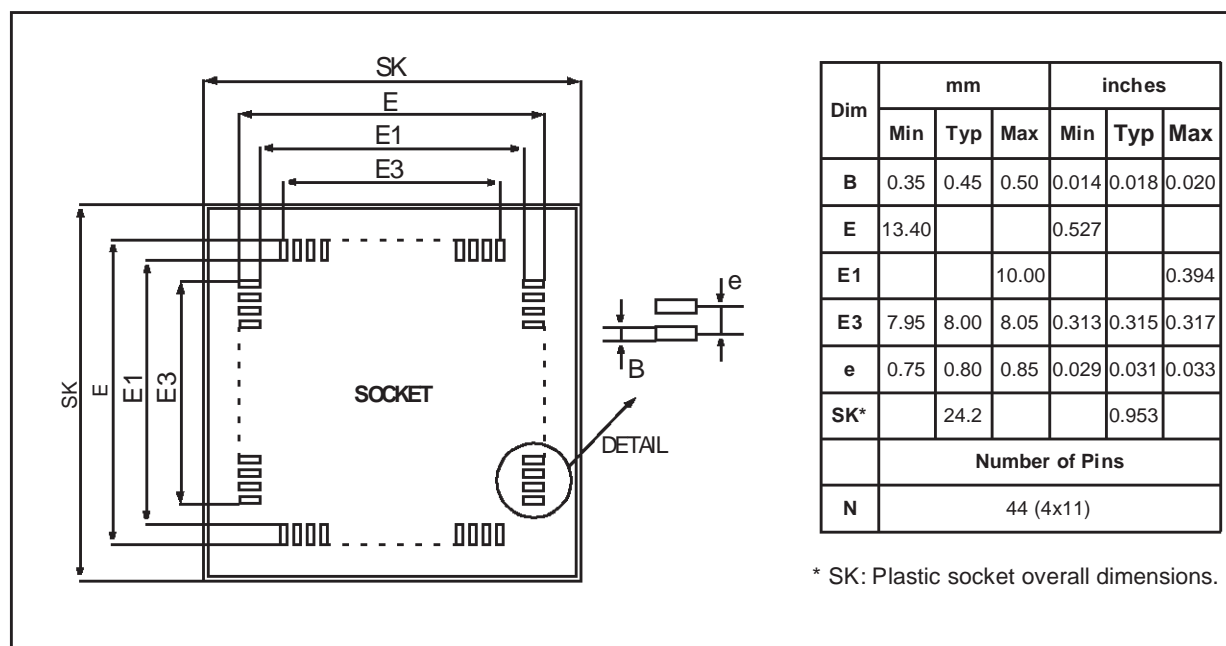 SK
E
E1
E3
SK
E
E1
E3
SOCKET
DETAIL
B
e
Dim mm inches
Min Typ Max Min Typ Max
B 0.35 0.45 0.50 0.014 0.018 0.020
E 13.40 0.527
E1 10.00 0.394
E3 7.95 8.00 8.05 0.313 0.315 0.317
e 0.75 0.80 0.85 0.029 0.031 0.033
SK* 24.2 0.953
Number of Pins
N 44 (4x11)
* SK: Plastic socket overall dimensions.